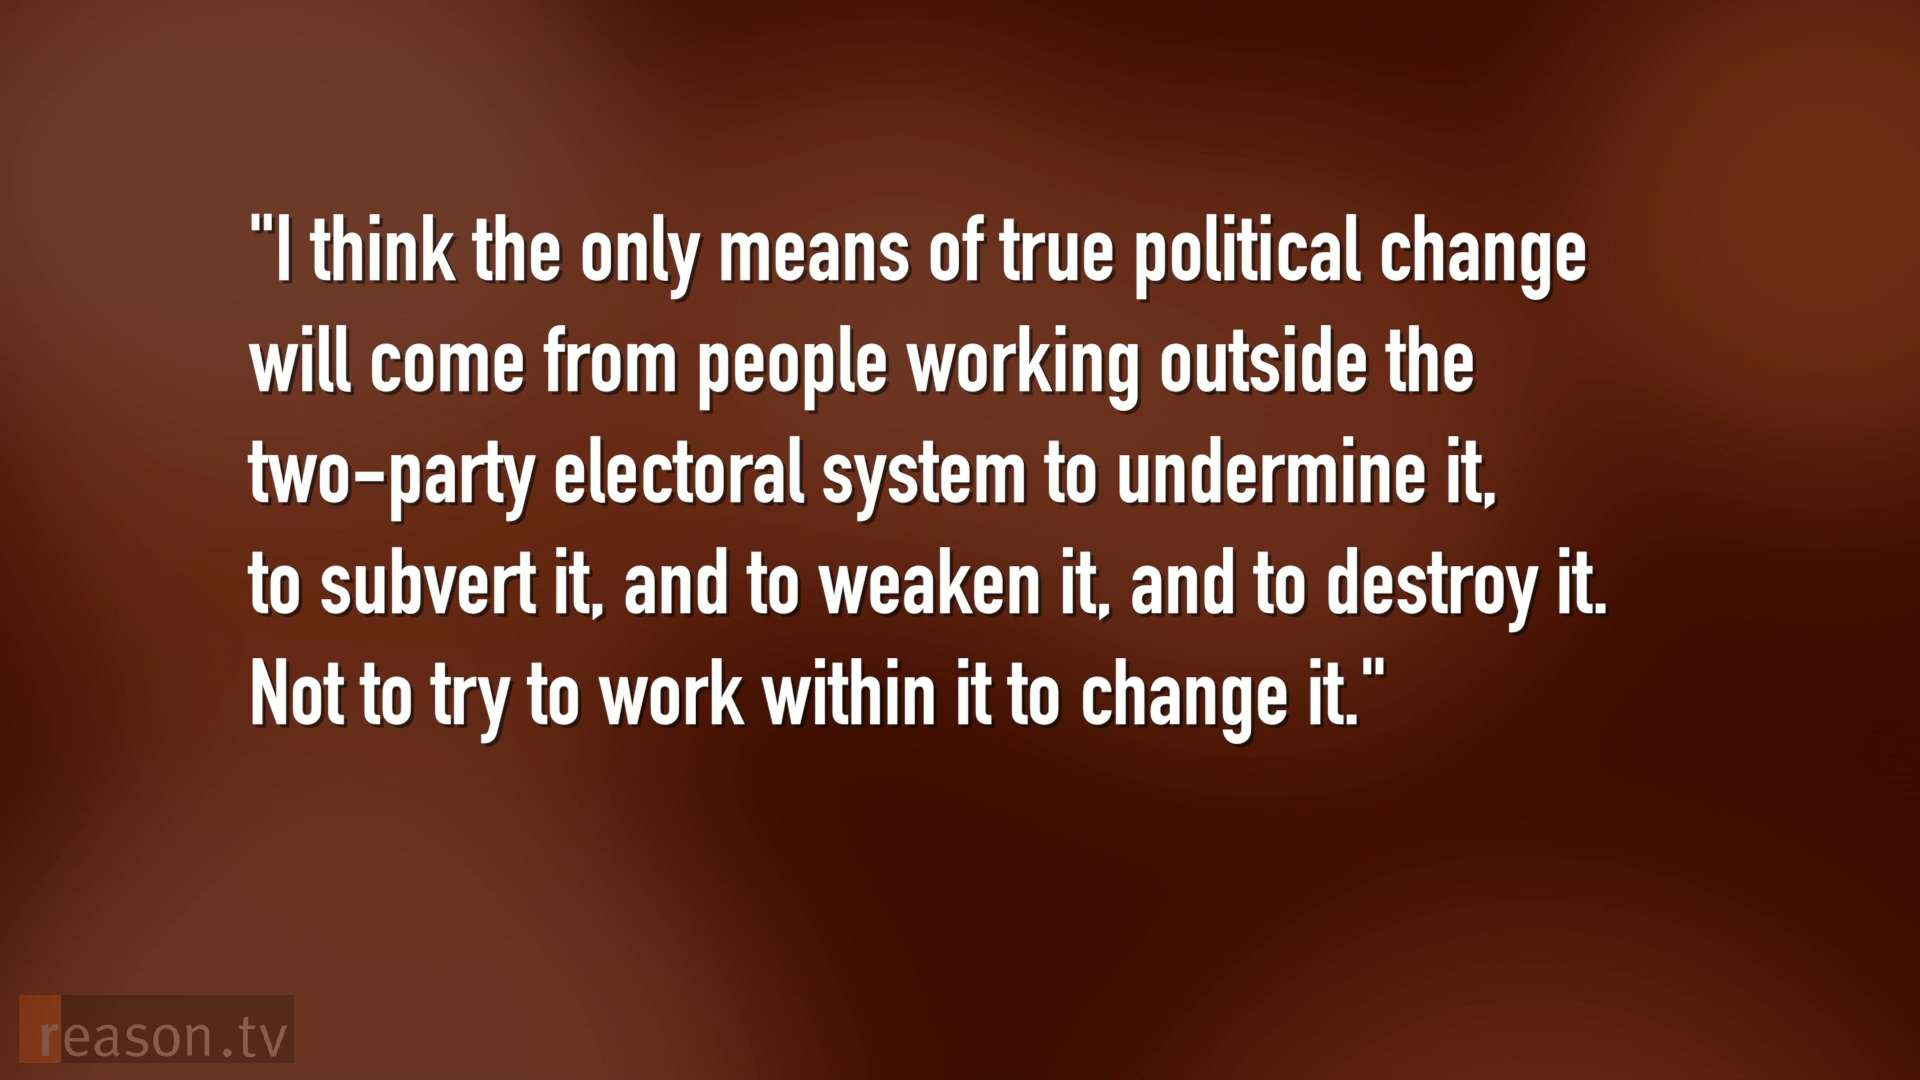 "I think the only means of true political change
will come from people working outside the
two-party electoral system to undermine it,
to subvert it, and to weaken it, and to destroy it.
Not to try to work within it to change it."
reason.tv